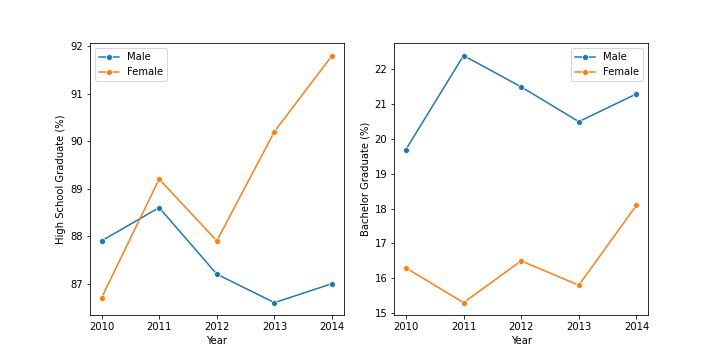 Male
Female
High School Graduate (%)
92
91
90
89
88
87
2010 2011 2012 2013 2014
Year
Male
Female
Bachelor Graduate (%)
22
21
20
19
18
17
16
15
2010 2011 2012 2013 2014
Year